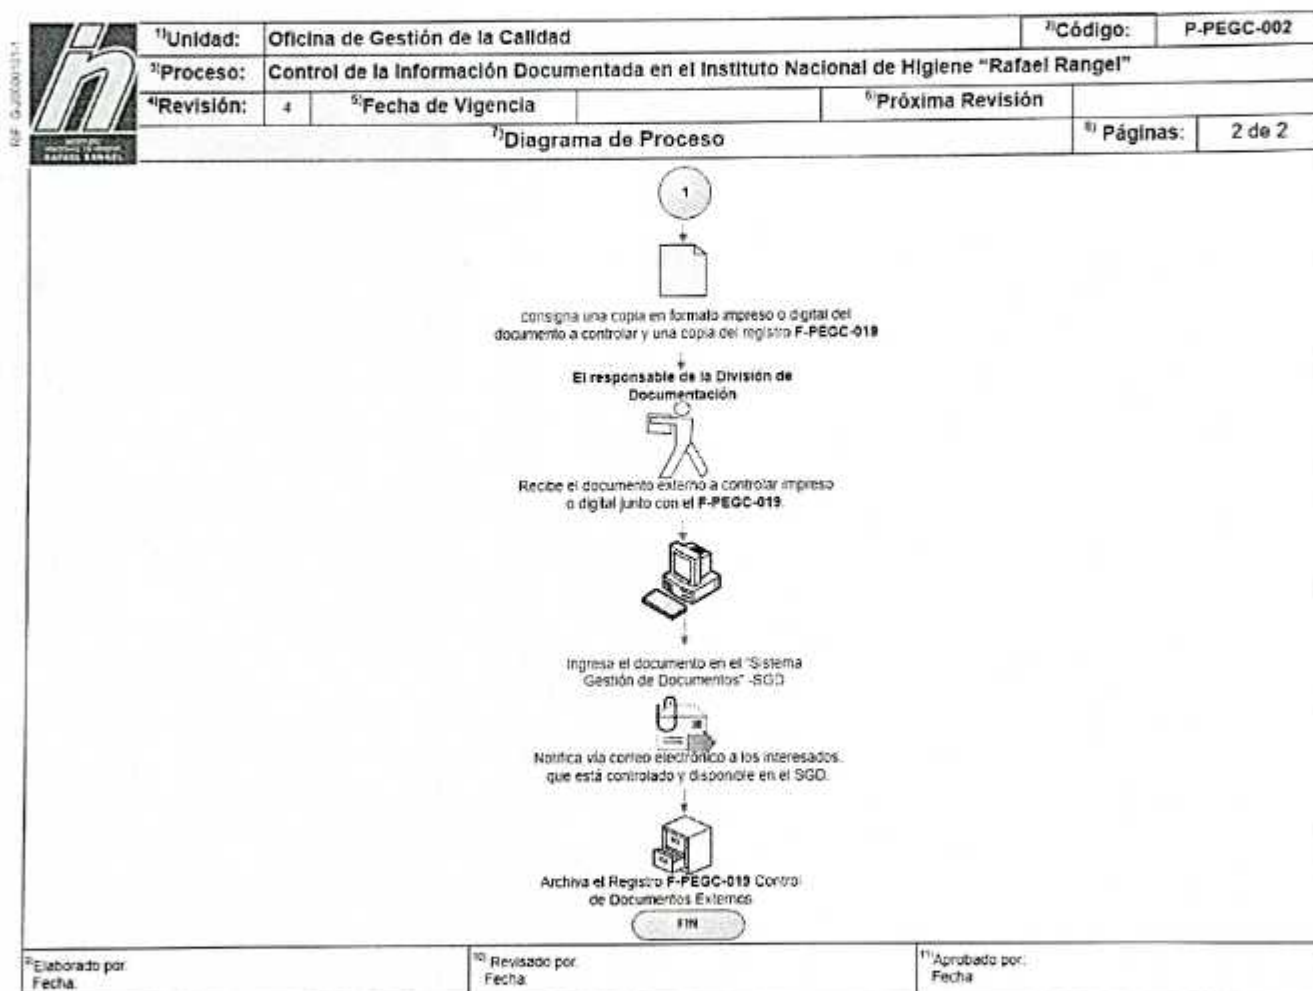 1)Unidad: Oficina de Gestión de la Calidad 2)Código: P-PEGC-002
3)Proceso: Control de la Información Documentada en el Instituto Nacional de Higiene "Rafael Rangel"
4)Revisión: 4 5)Fecha de Vigencia 6)Próxima Revisión
7)Diagrama de Proceso 8) Páginas: 2 de 2
RAFAEL RANGEL
1
consigna una copia en formato impreso o digital del
documento a controlar y una copia del registro F-PEGC-019
El responsable de la División de
Documentación
Recibe el documento externo a controlar impreso
o digital junto con el F-PEGC-019.
Ingresa el documento en el "Sistema
Gestión de Documentos" -SGD
Notifica vía correo electrónico a los interesados,
que está controlado y disponible en el SGD.
Archiva el Registro F-PEGC-019 Control
de Documentos Externos
FIN
9)Elaborado por: 10) Revisado por: 11)Aprobado por:
Fecha: Fecha: Fecha